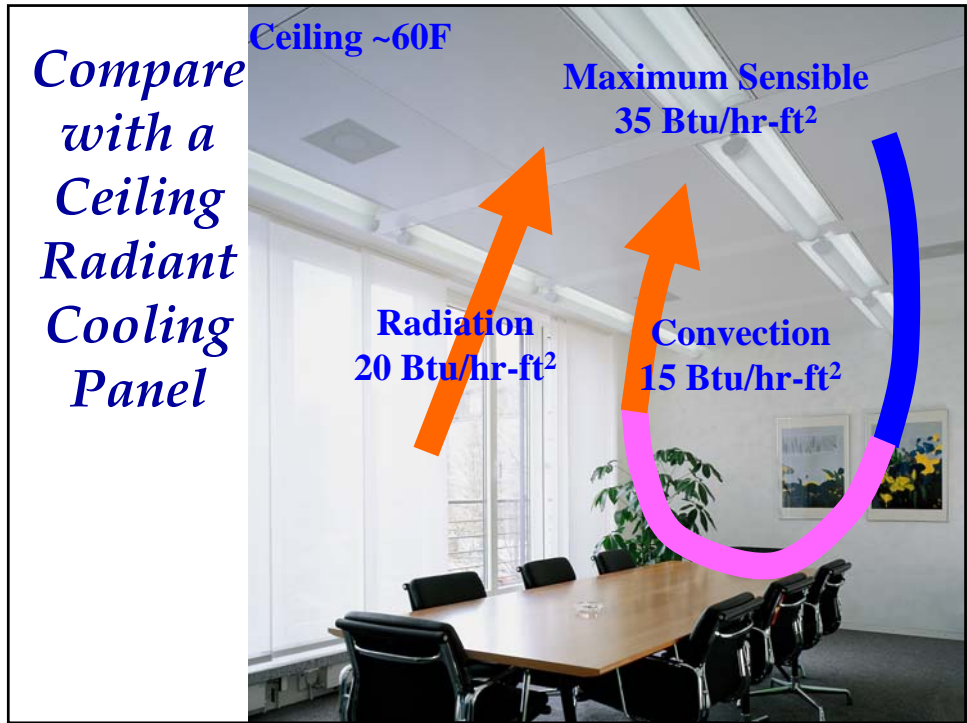 Compare
with a
Ceiling
Radiant
Cooling
Panel
Ceiling ~60F
Maximum Sensible
35 Btu/hr-ft²
Radiation
20 Btu/hr-ft²
Convection
15 Btu/hr-ft²